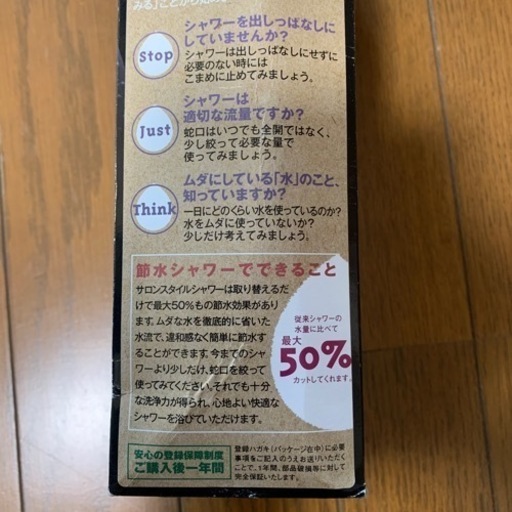 みる」ことから始めま
Stop
シャワーを出しっぱなしに
していませんか?
シャワーは出しっぱなしにせずに
必要のない時には
こまめに止めてみましょう。
Just
シャワーは
適切な流量ですか?
蛇口はいつでも全開ではなく、
少し絞って必要な量で
使ってみましょう。
Think
ムダにしている「水」のこと、
知っていますか?
一日にどのくらい水を使っているのか?
水をムダに使っていないか?
少しだけ考えてみましょう。
節水シャワーでできること
サロンスタイルシャワーは取り替えるだ
けで最大50%もの節水効果があり
ます。ムダな水を徹底的に省いた
水流で、違和感なく簡単に節水す
ることができます。今までのシャ
ワーより少しだけ、蛇口を絞って
使ってみてください。それでも十分
な洗浄力が得られ、心地よい快適な
シャワーを浴びていただけます。
従来シャワーの
水量に比べて
最大
50%
カットしてくれます。
安心の登録保障制度
ご購入後一年間
登録ハガキ(パッケージ在中)に必要
事項をご記入のうえお送りいただく
ことで、1年間、部品破損等に対して
完全保証いたします。